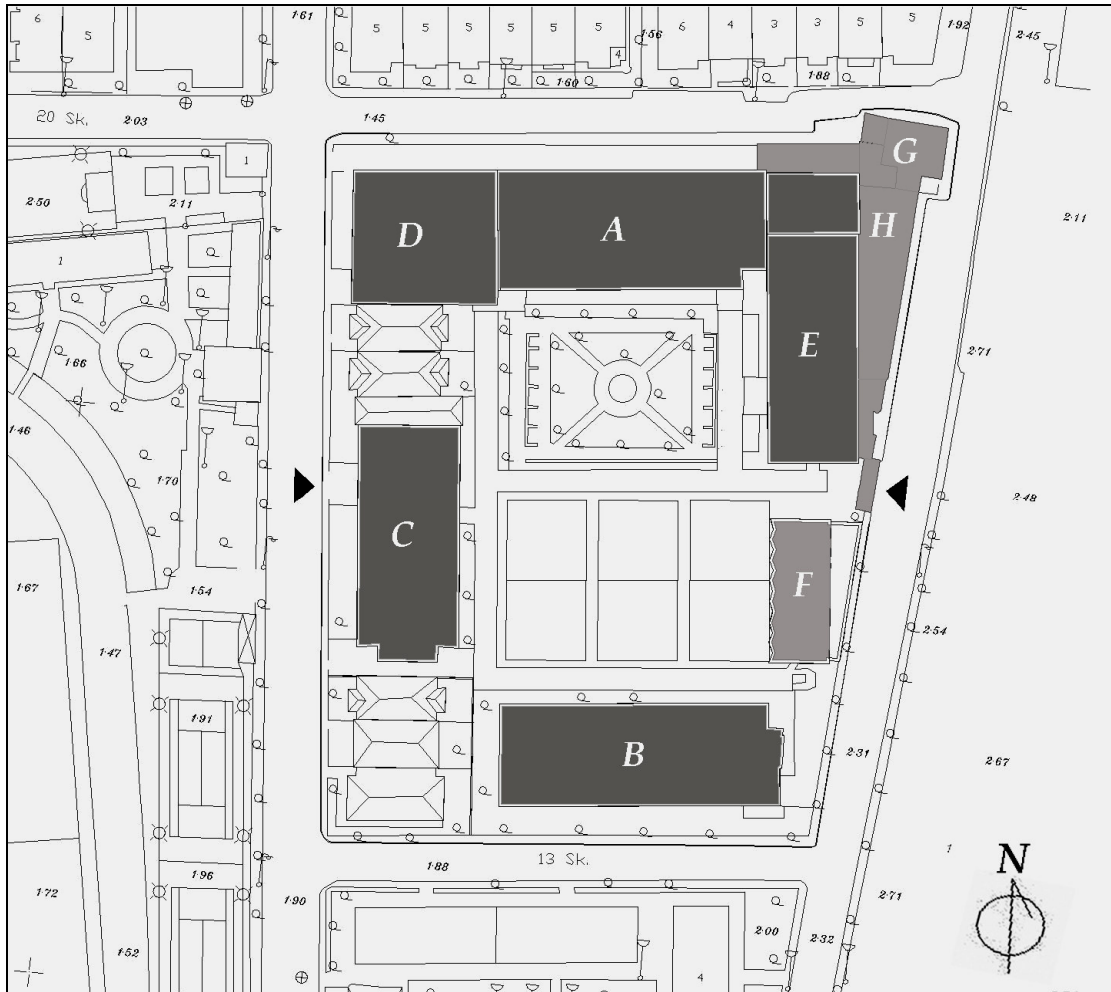 1·61
6 5 5 5 5 5 5 5 4 1·56 6 4 3 3 5 5 1·92 2·45
1·60 1·88
20 Sk. 2·03 1·45
1 G
2·50 2·11 D A H 2·11
1
E 2·71
1·66
1·46
1·70 2·48
C
F
1·67 1·54
1·47 2·54
1·91 B 2·31 2·67
13 Sk. 1
1·88 N
1·96
1·72 1·90 2·71
2·00 2·32
1·52 4